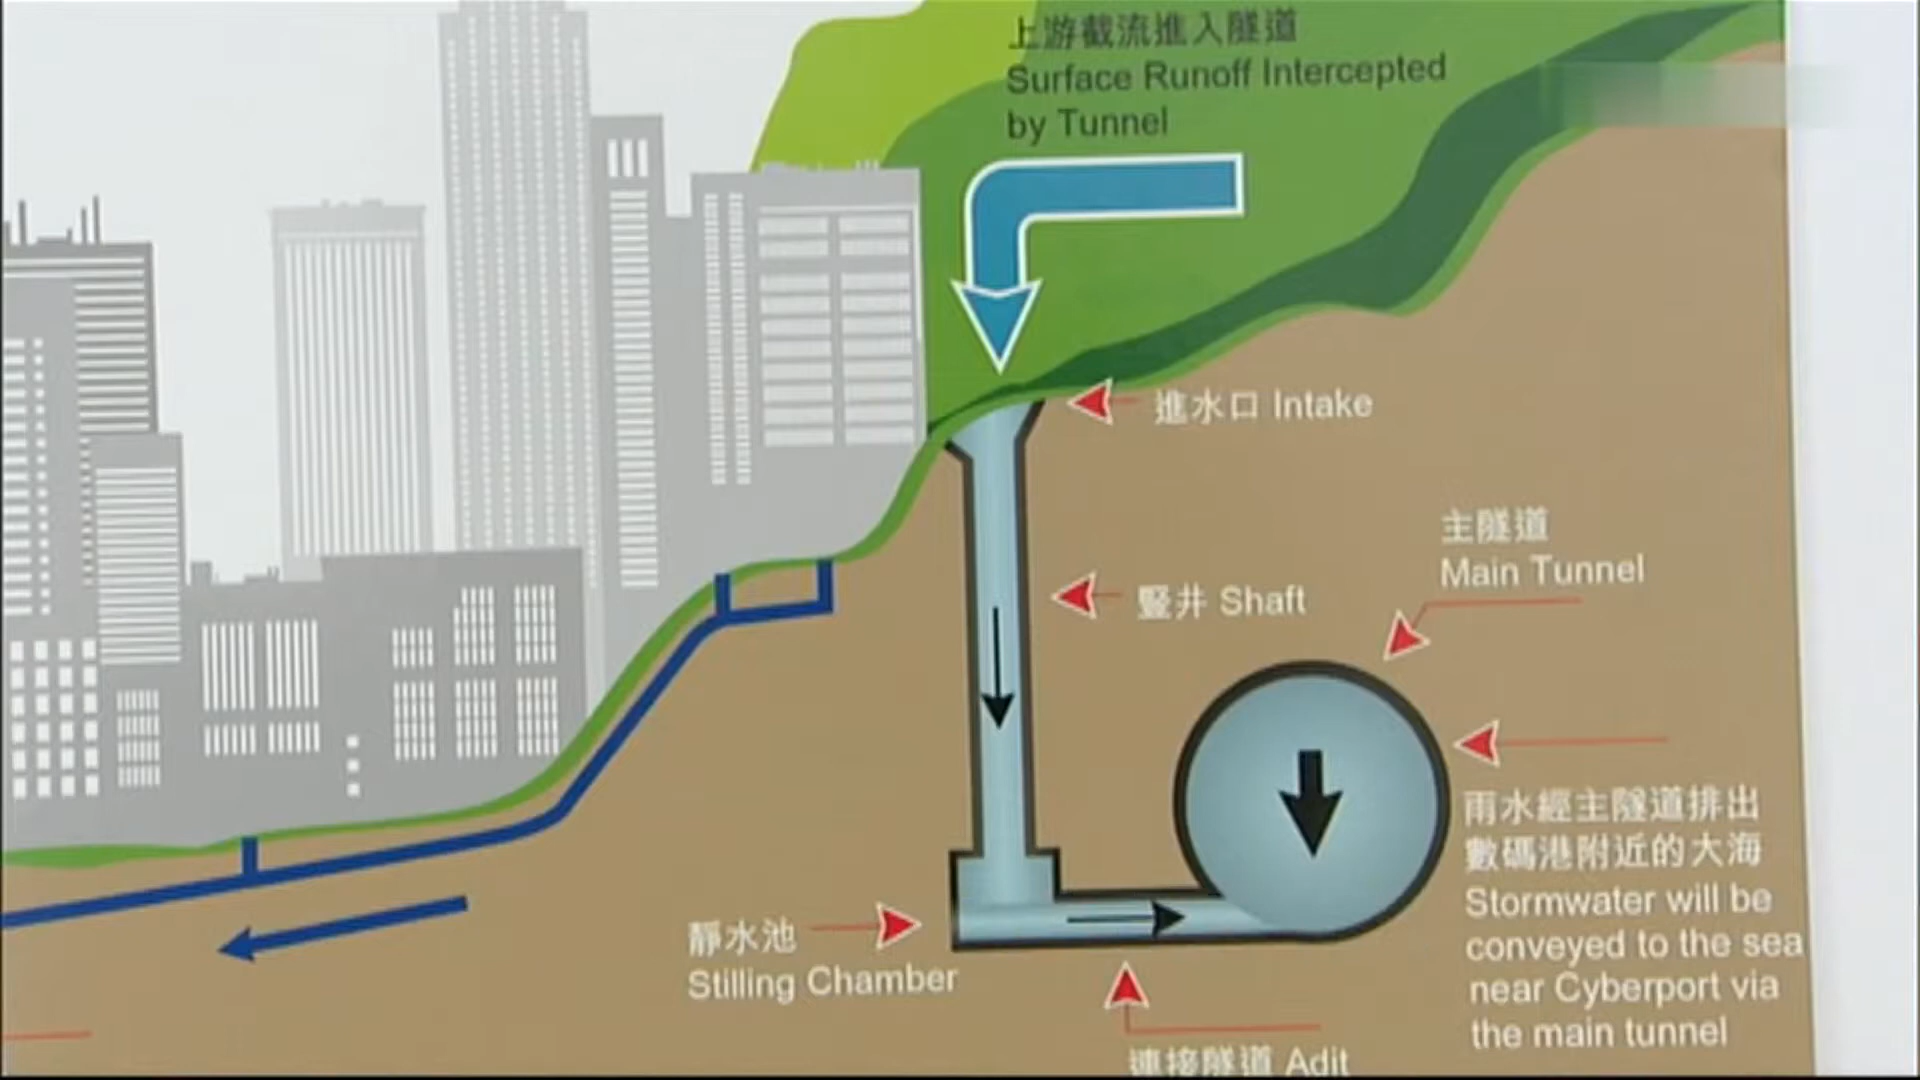 上游截流進入隧道
Surface Runoff Intercepted
by Tunnel
進水口 Intake
主隧道
Main Tunnel
豎井 Shaft
雨水經主隧道排出
數碼港附近的大海
Stormwater will be
conveyed to the sea
near Cyberport via
the main tunnel
靜水池
Stilling Chamber
連接隧道 Adit